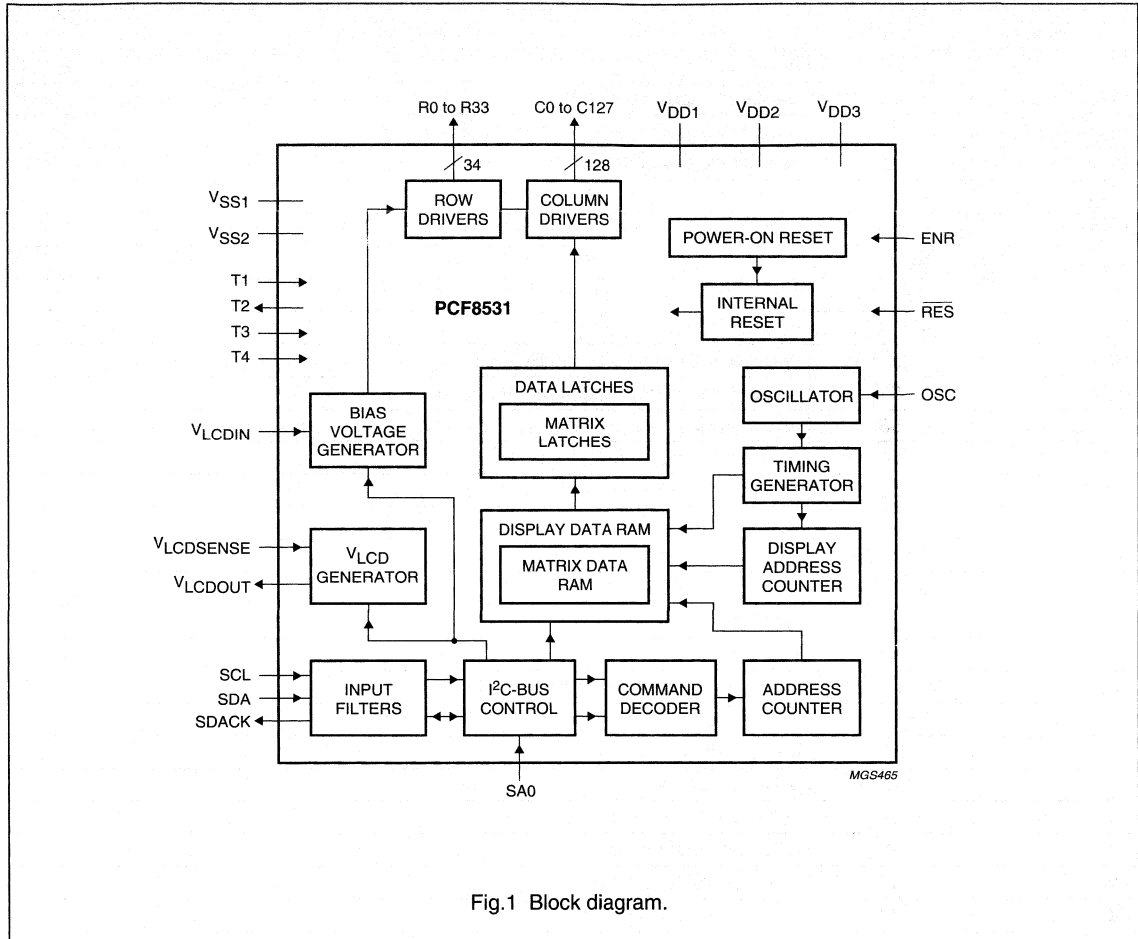 R0 to R33
C0 to C127
VDD1
VDD2
VDD3
34
128
VSS1
VSS2
T1
T2
T3
T4
ROW
DRIVERS
COLUMN
DRIVERS
POWER-ON RESET
ENR
PCF8531
INTERNAL
RESET
RES
DATA LATCHES
MATRIX
LATCHES
OSCILLATOR
OSC
VLCDIN
BIAS
VOLTAGE
GENERATOR
TIMING
GENERATOR
DISPLAY DATA RAM
MATRIX DATA
RAM
DISPLAY
ADDRESS
COUNTER
VLCDSENSE
VLCDOUT
VLCD
GENERATOR
SCL
SDA
SDACK
INPUT
FILTERS
I²C-BUS
CONTROL
COMMAND
DECODER
ADDRESS
COUNTER
SA0
MGS465
Fig.1 Block diagram.